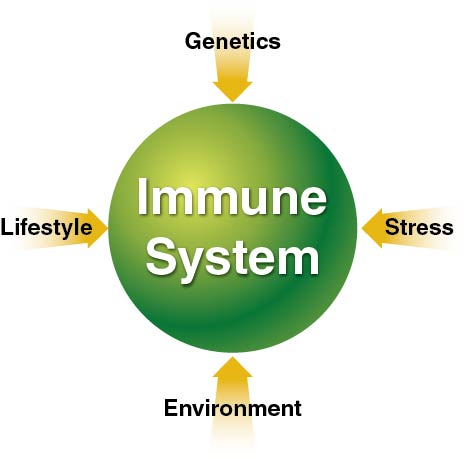 Genetics
Immune
System
Lifestyle
Stress
Environment